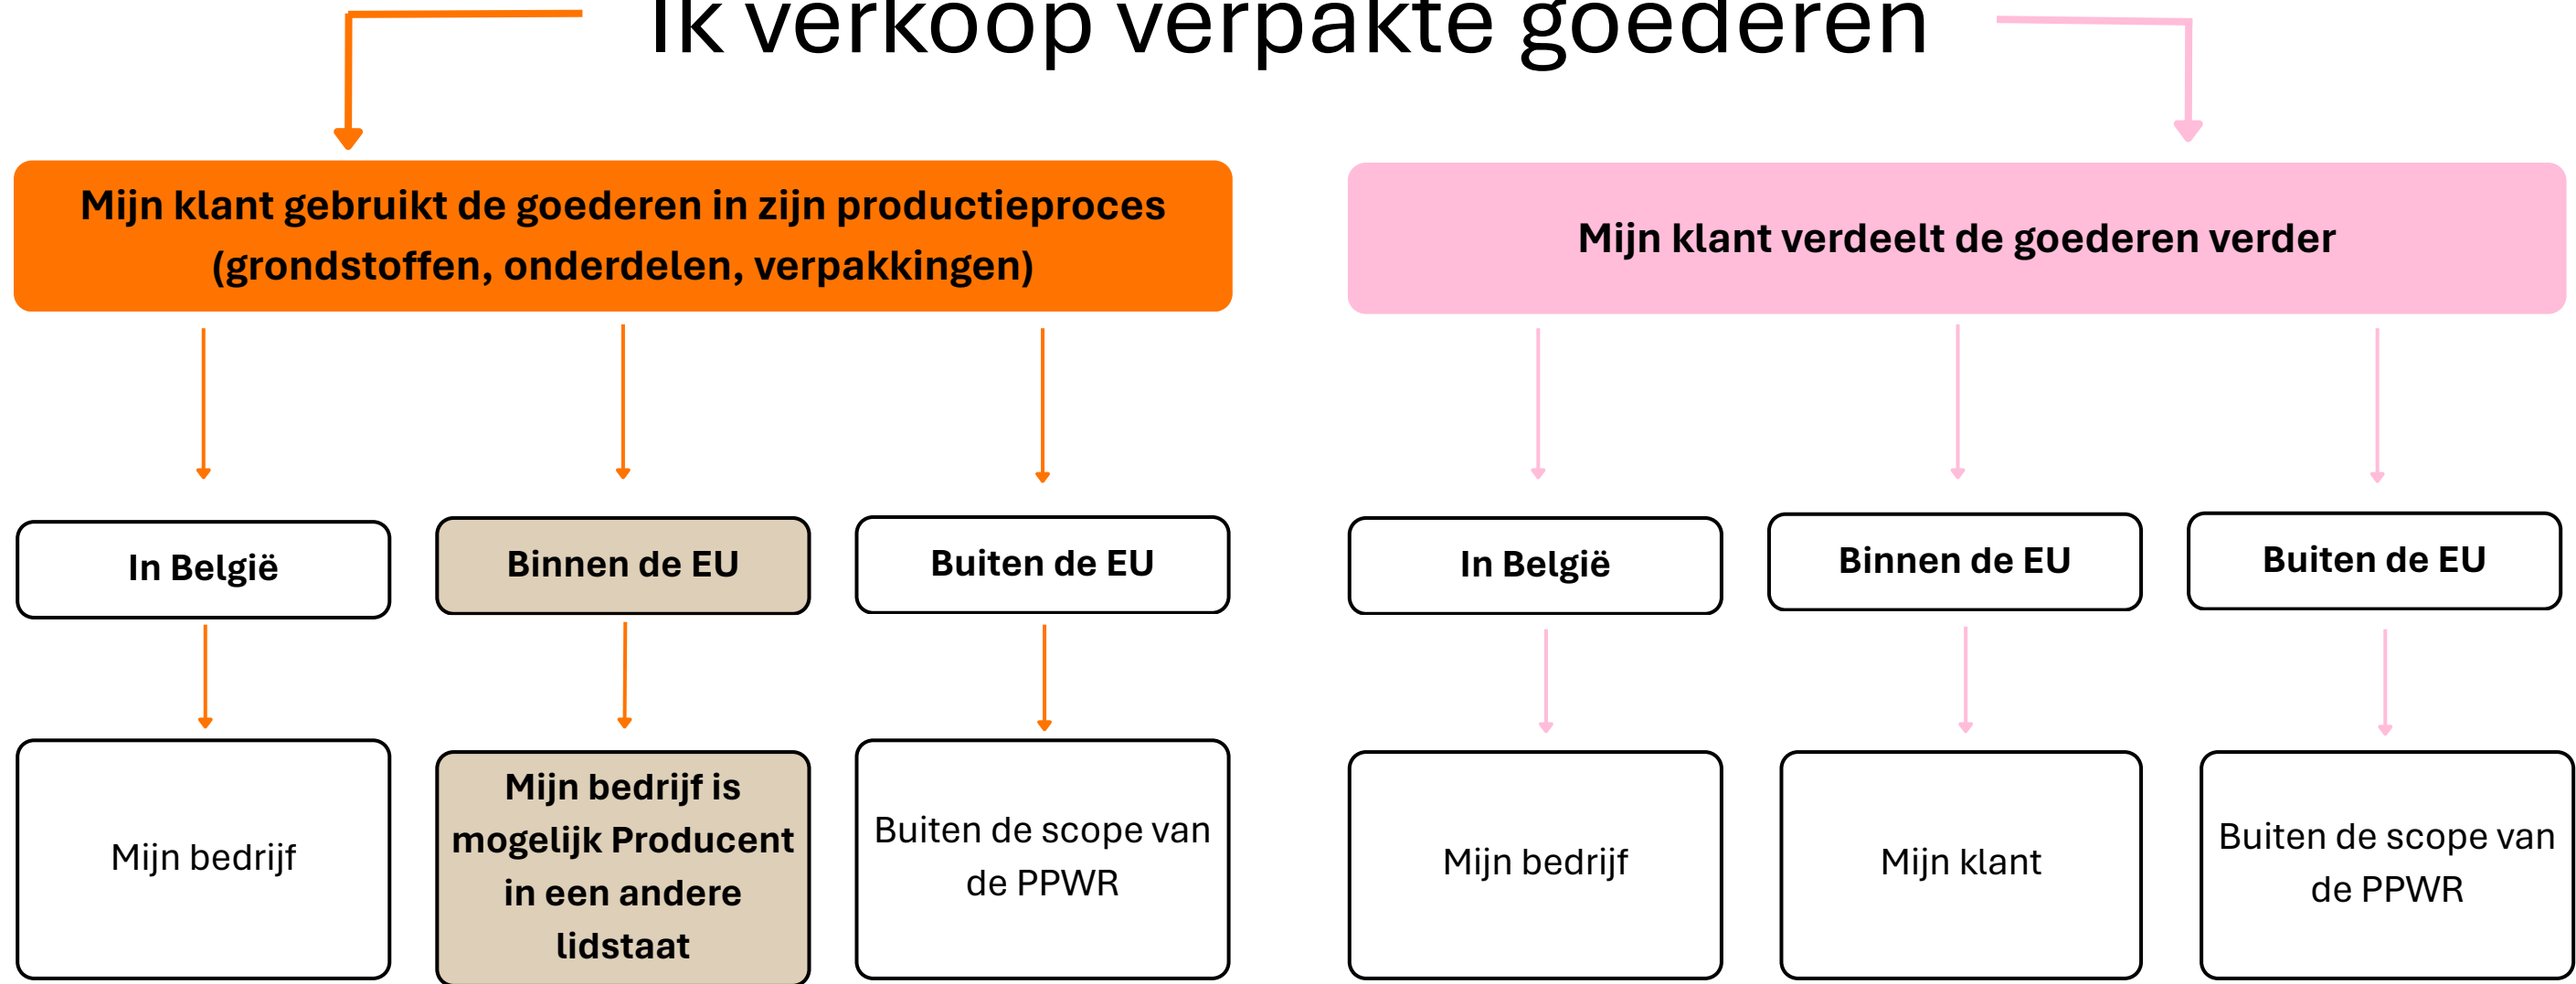 Ik verkoop verpakte goederen
Mijn klant gebruikt de goederen in zijn productieproces
(grondstoffen, onderdelen, verpakkingen)
Mijn klant verdeelt de goederen verder
In België
Binnen de EU
Buiten de EU
In België
Binnen de EU
Buiten de EU
Mijn bedrijf
Mijn bedrijf is
mogelijk Producent
in een andere
lidstaat
Buiten de scope van
de PPWR
Mijn bedrijf
Mijn klant
Buiten de scope van
de PPWR